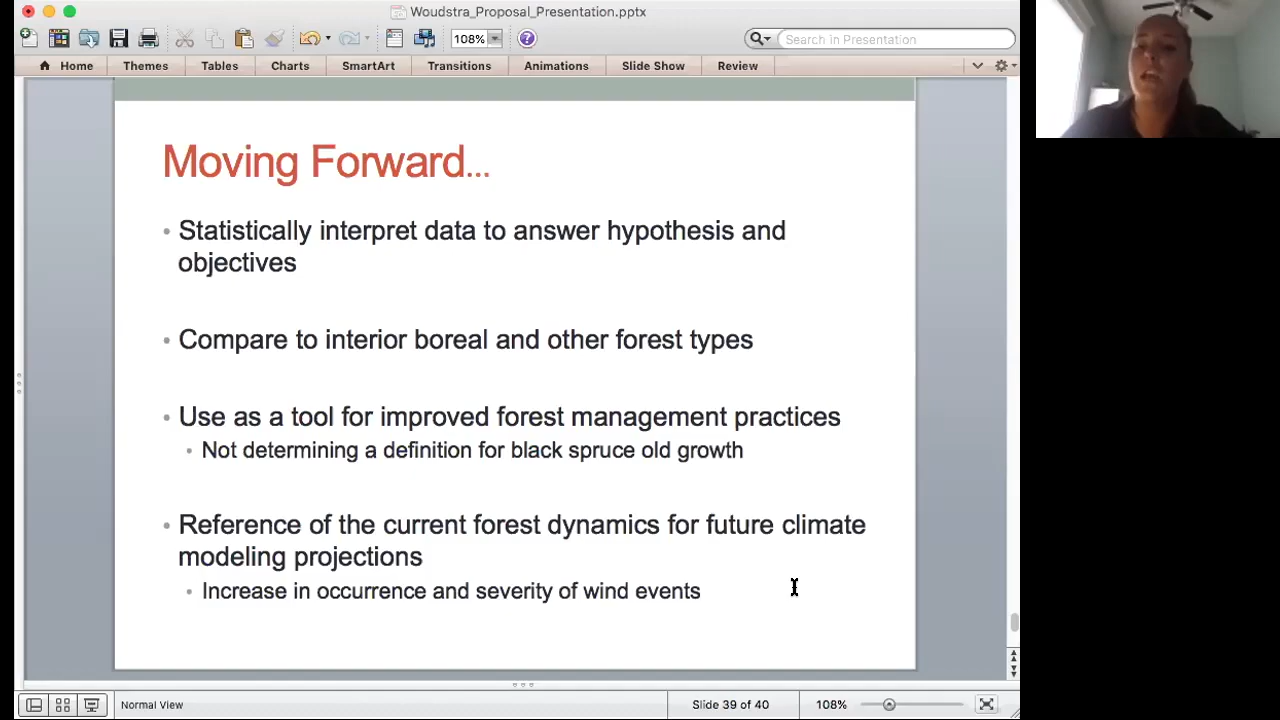 Woudstra_Proposal_Presentation.pptx
108%
Search in Presentation
Home Themes Tables Charts SmartArt Transitions Animations Slide Show Review
Moving Forward...
• Statistically interpret data to answer hypothesis and
objectives
• Compare to interior boreal and other forest types
• Use as a tool for improved forest management practices
• Not determining a definition for black spruce old growth
• Reference of the current forest dynamics for future climate
modeling projections
• Increase in occurrence and severity of wind events
Normal View Slide 39 of 40 108%